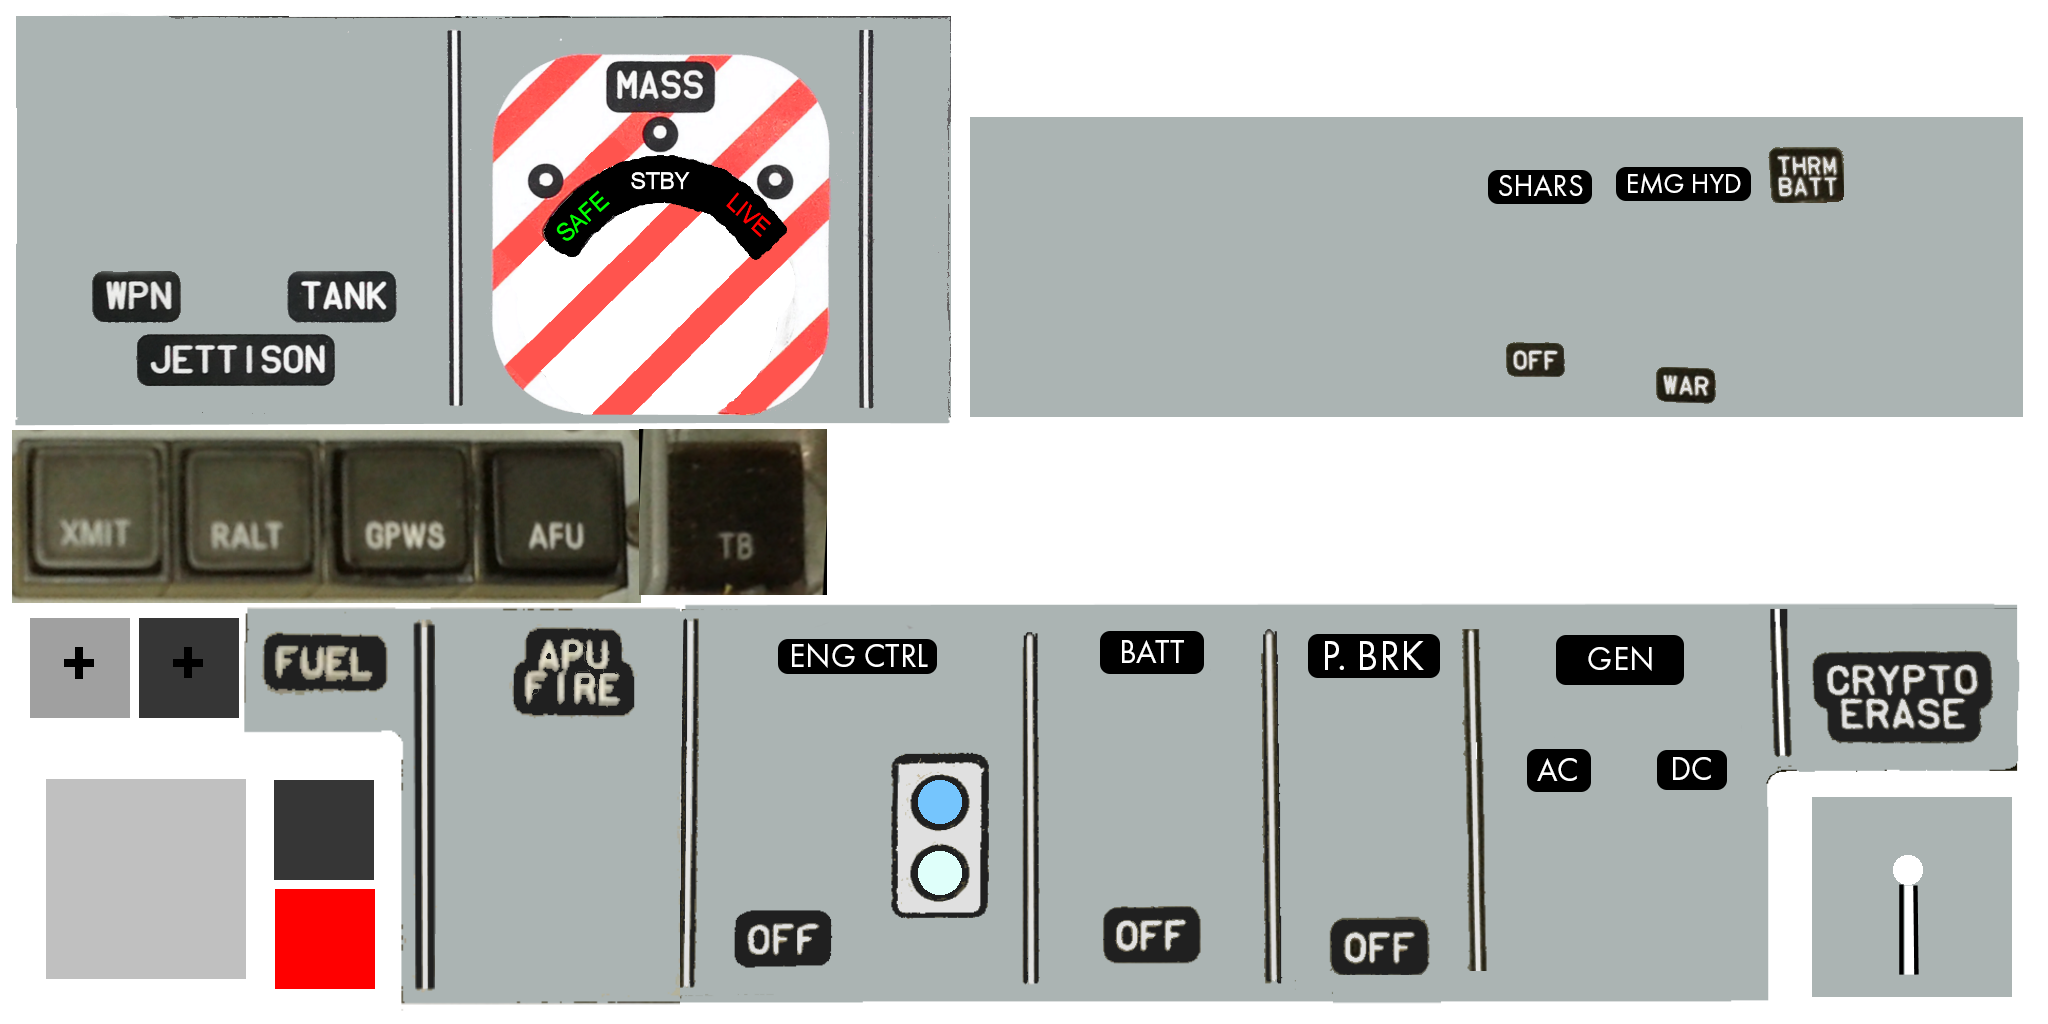 MASS
STBY
SAFE
LIVE
WPN
TANK
JETTISON
SHARS
EMG HYD
THRM
BATT
OFF
WAR
XMIT
RALT
GPWS
AFU
TB
FUEL
APU
FIRE
ENG CTRL
BATT
P. BRK
GEN
CRYPTO
ERASE
AC
DC
OFF
OFF
OFF